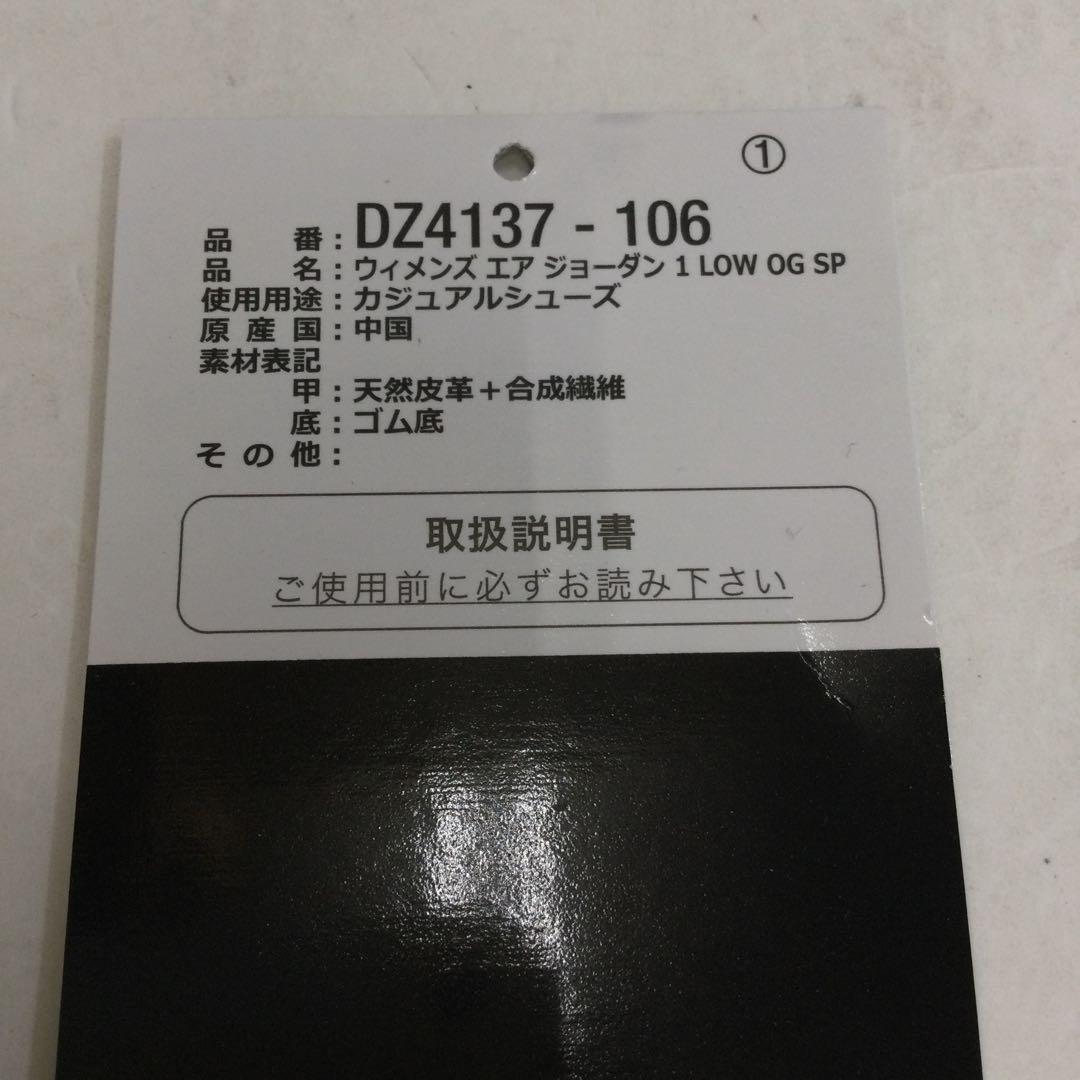 ①
品番:DZ4137-106
品名:ウィメンズ エア ジョーダン 1 LOW OG SP
使用用途:カジュアルシューズ
原産国:中国
素材表記
甲:天然皮革+合成繊維
底:ゴム底
その他:
取扱説明書
ご使用前に必ずお読み下さい